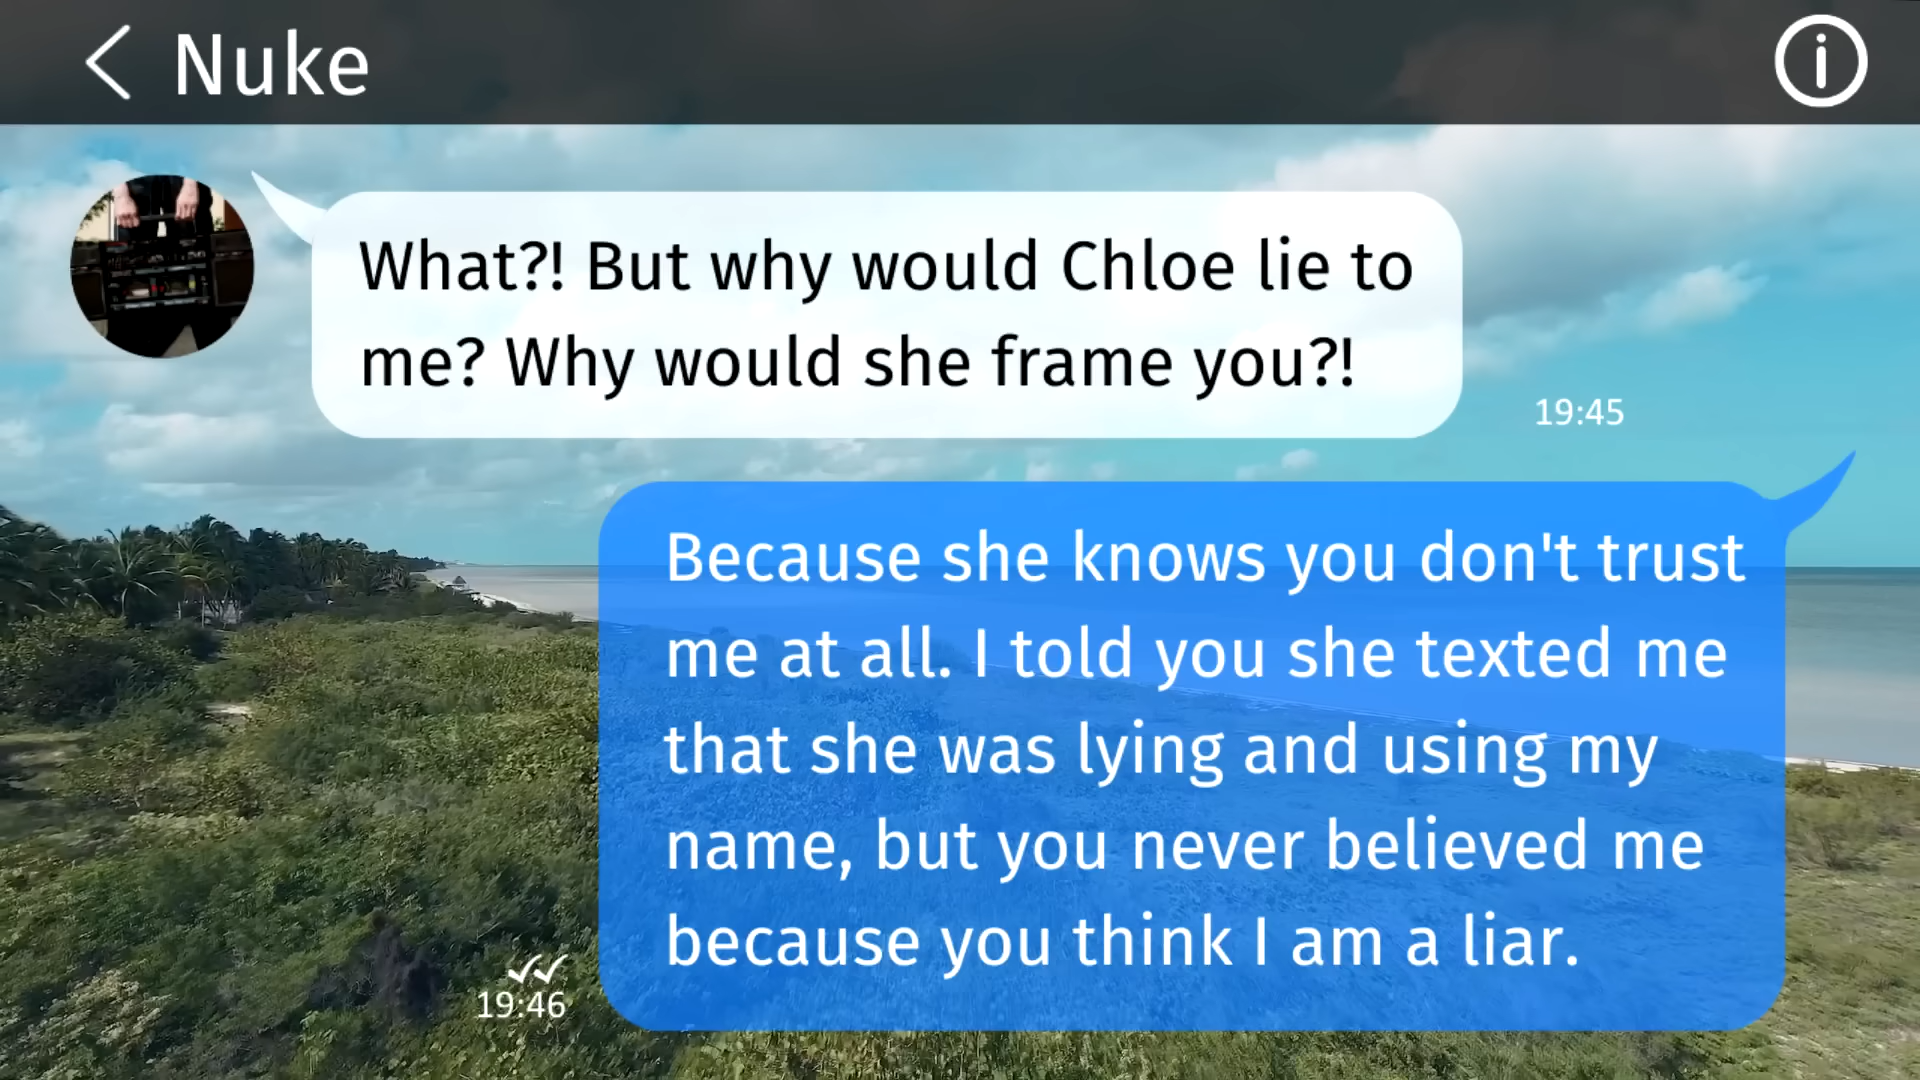 Nuke
What?! But why would Chloe lie to
me? Why would she frame you?!
19:45
Because she knows you don't trust
me at all. I told you she texted me
that she was lying and using my
name, but you never believed me
because you think I am a liar.
19:46